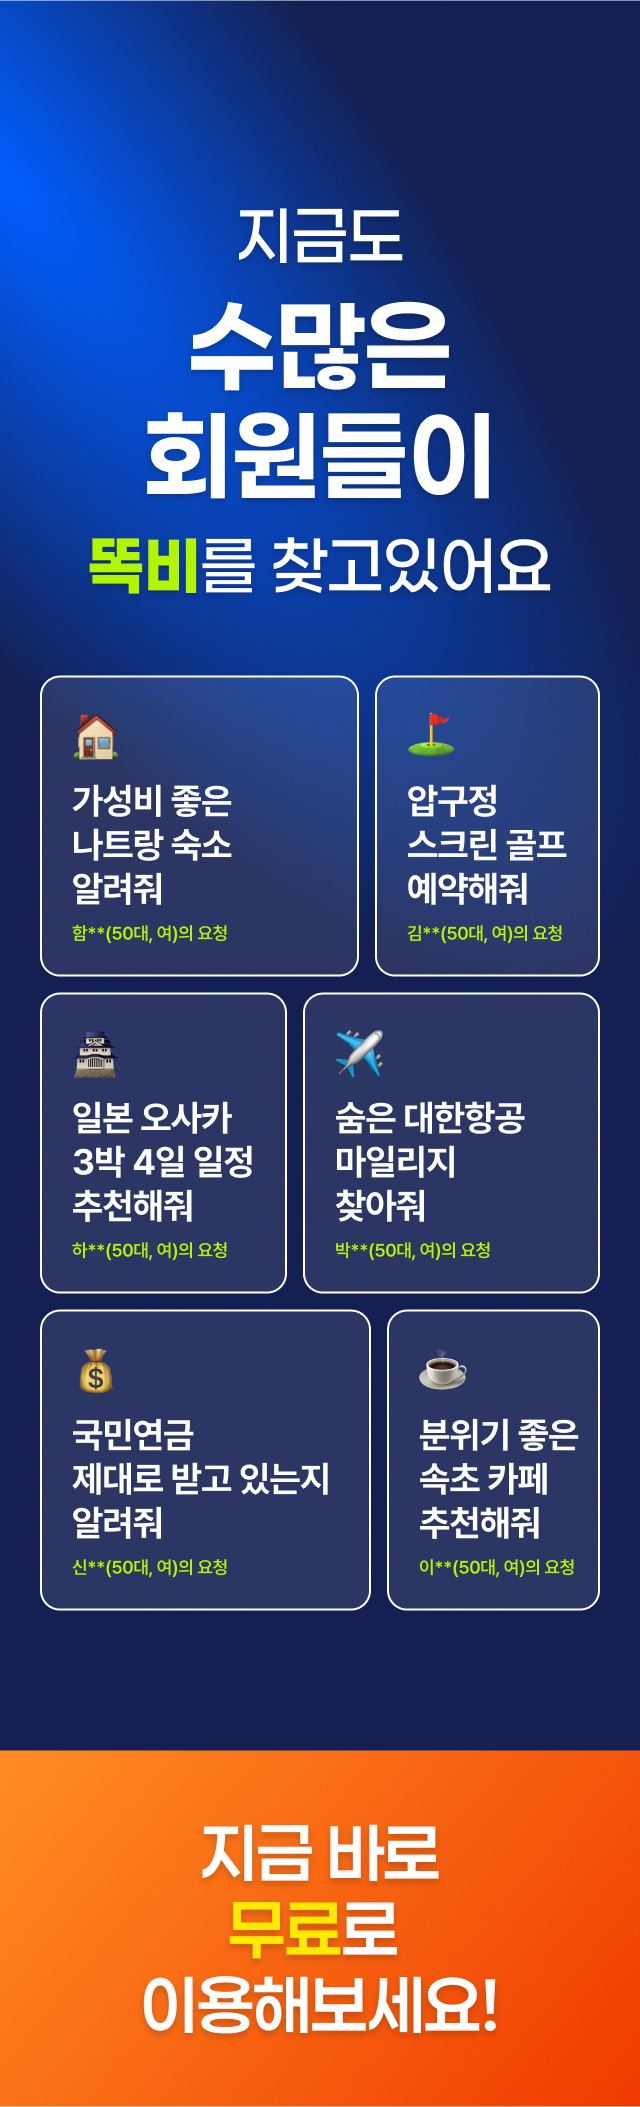 지금도
수많은
회원들이
똑비를 찾고있어요
가성비 좋은
나트랑 숙소
알려줘
함**(50대, 여)의 요청
압구정
스크린 골프
예약해줘
김**(50대, 여)의 요청
일본 오사카
3박 4일 일정
추천해줘
하**(50대, 여)의 요청
숨은 대한항공
마일리지
찾아줘
박**(50대, 여)의 요청
국민연금
제대로 받고 있는지
알려줘
신**(50대, 여)의 요청
분위기 좋은
속초 카페
추천해줘
이**(50대, 여)의 요청
지금 바로
무료로
이용해보세요!